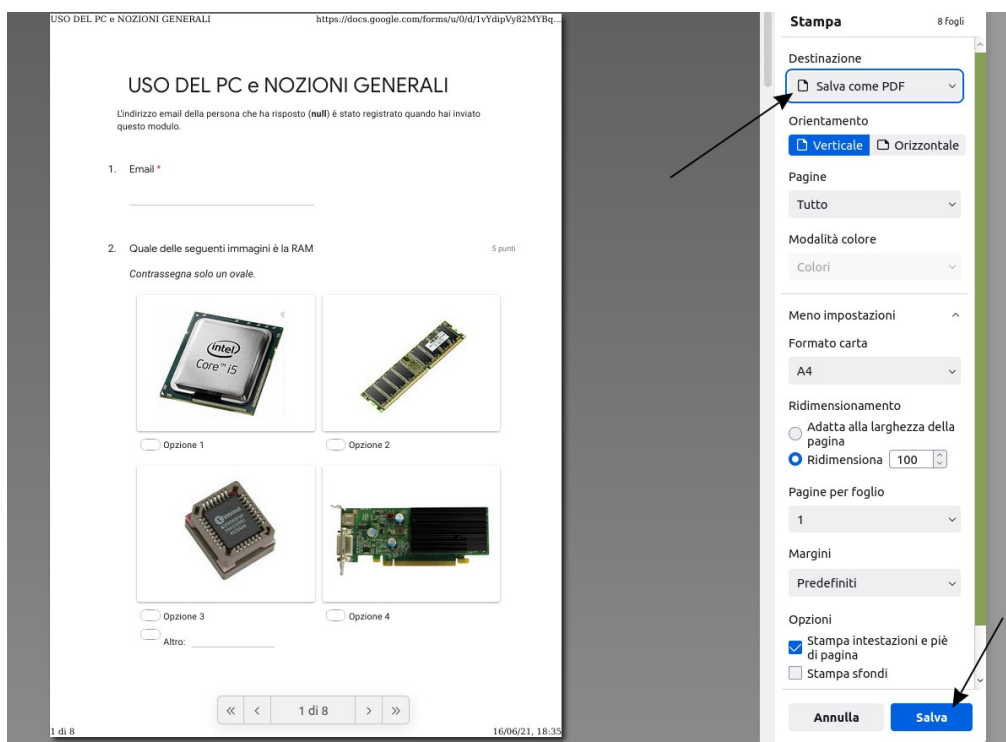 USO DEL PC e NOZIONI GENERALI
https://docs.google.com/forms/u/0/d/1vYdipVy82MYBq...
USO DEL PC e NOZIONI GENERALI
L'indirizzo email della persona che ha risposto (null) è stato registrato quando hai inviato
questo modulo.
1. Email *
2. Quale delle seguenti immagini è la RAM
5 punti
Contrassegna solo un ovale.
intel
Core™ i5
Opzione 1
Opzione 2
Opzione 3
Opzione 4
Altro:
1 di 8
1 di 8
16/06/21, 18:35
Stampa
8 fogli
Destinazione
Salva come PDF
Orientamento
Verticale
Orizzontale
Pagine
Tutto
Modalità colore
Colori
Meno impostazioni
Formato carta
A4
Ridimensionamento
Adatta alla larghezza della
pagina
Ridimensiona 100
Pagine per foglio
1
Margini
Predefiniti
Opzioni
Stampa intestazioni e piè
di pagina
Stampa sfondi
Annulla
Salva